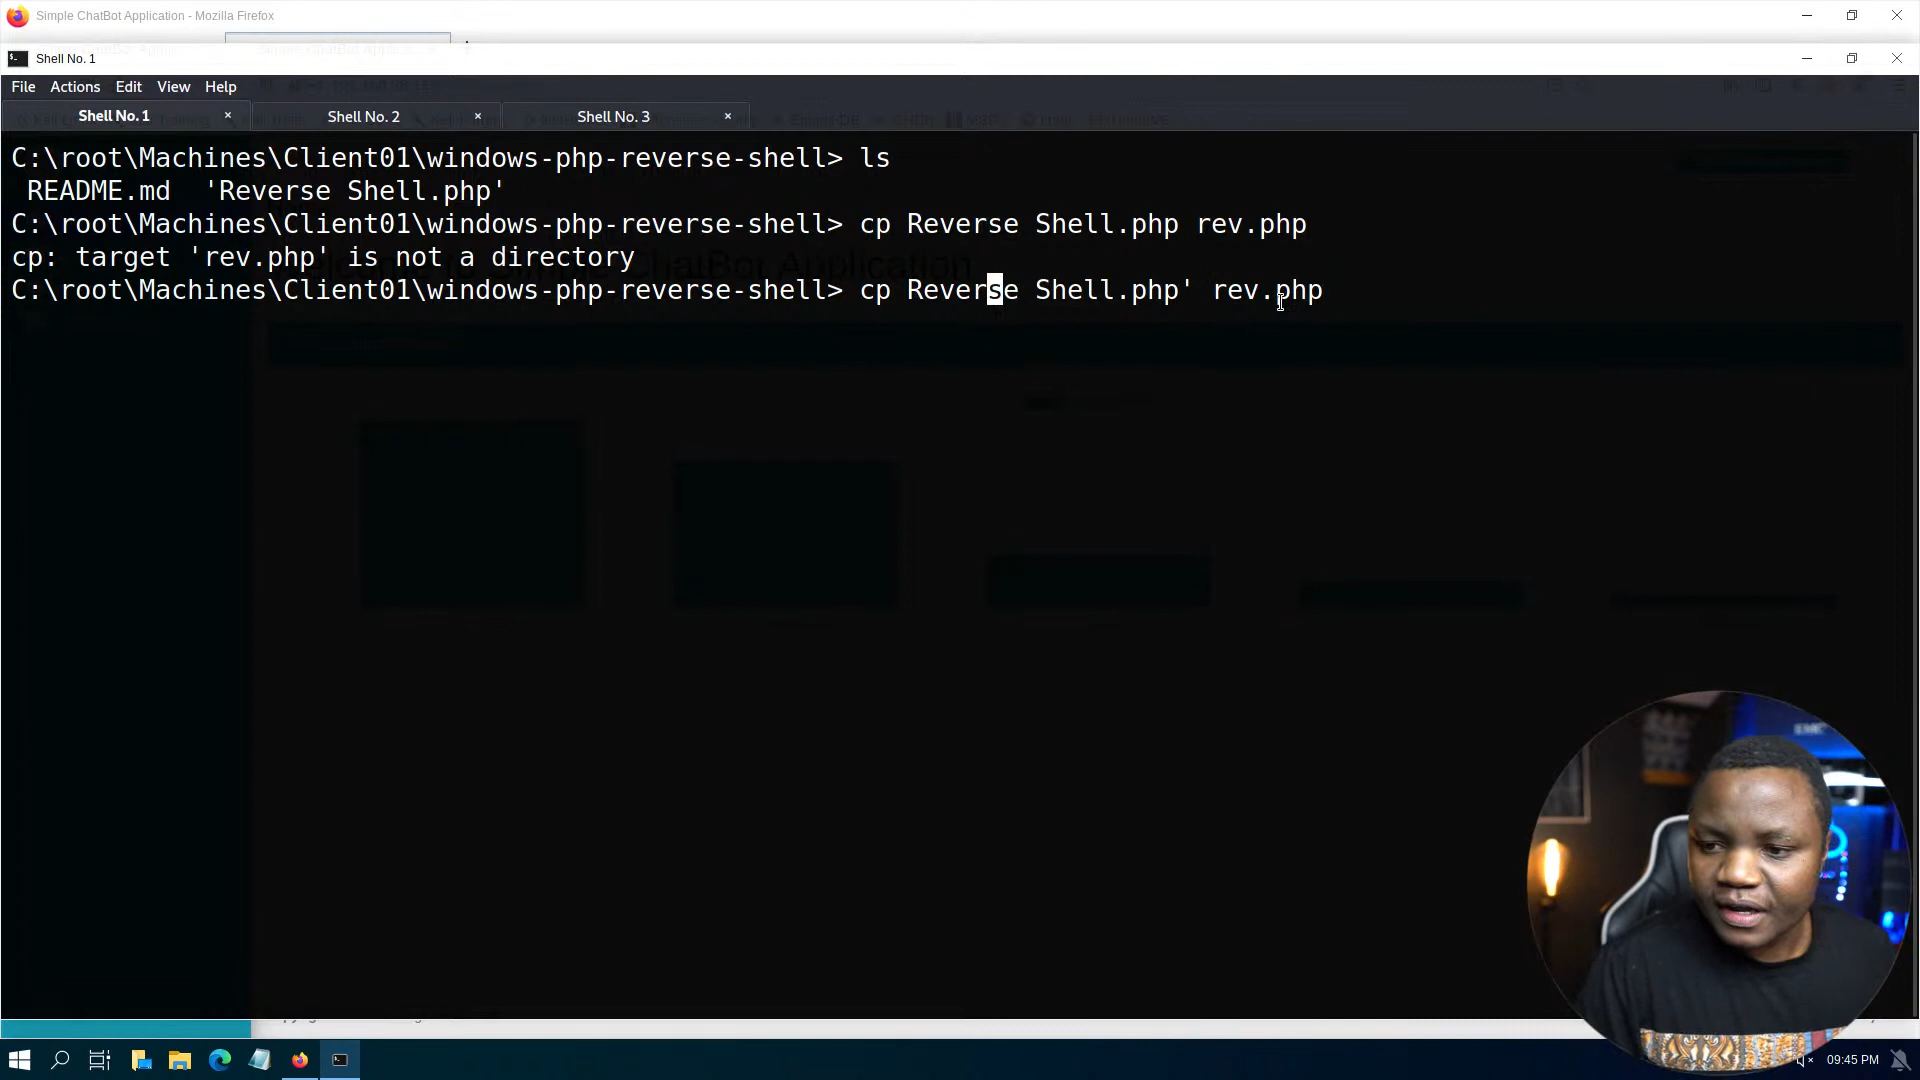 Simple ChatBot Application - Mozilla Firefox
Shell No. 1
File Actions Edit View Help
Shell No. 1 × Shell No. 2 × Shell No. 3 ×
C:\root\Machines\Client01\windows-php-reverse-shell> ls
README.md 'Reverse Shell.php'
C:\root\Machines\Client01\windows-php-reverse-shell> cp Reverse Shell.php rev.php
cp: target 'rev.php' is not a directory
C:\root\Machines\Client01\windows-php-reverse-shell> cp Reverse Shell.php' rev.php
ChatBot Application
09:45 PM